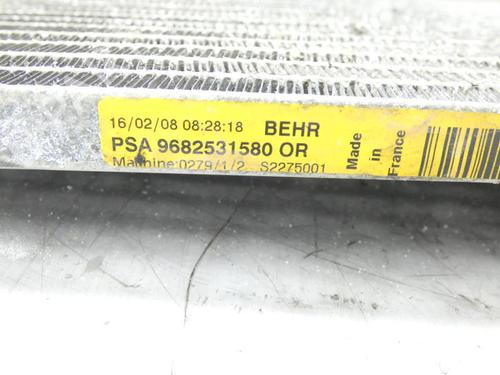 16/02/08 08:28:18 BEHR
PSA 9682531580 OR
Machine:0279/1/2 S2275001
Made
in
France